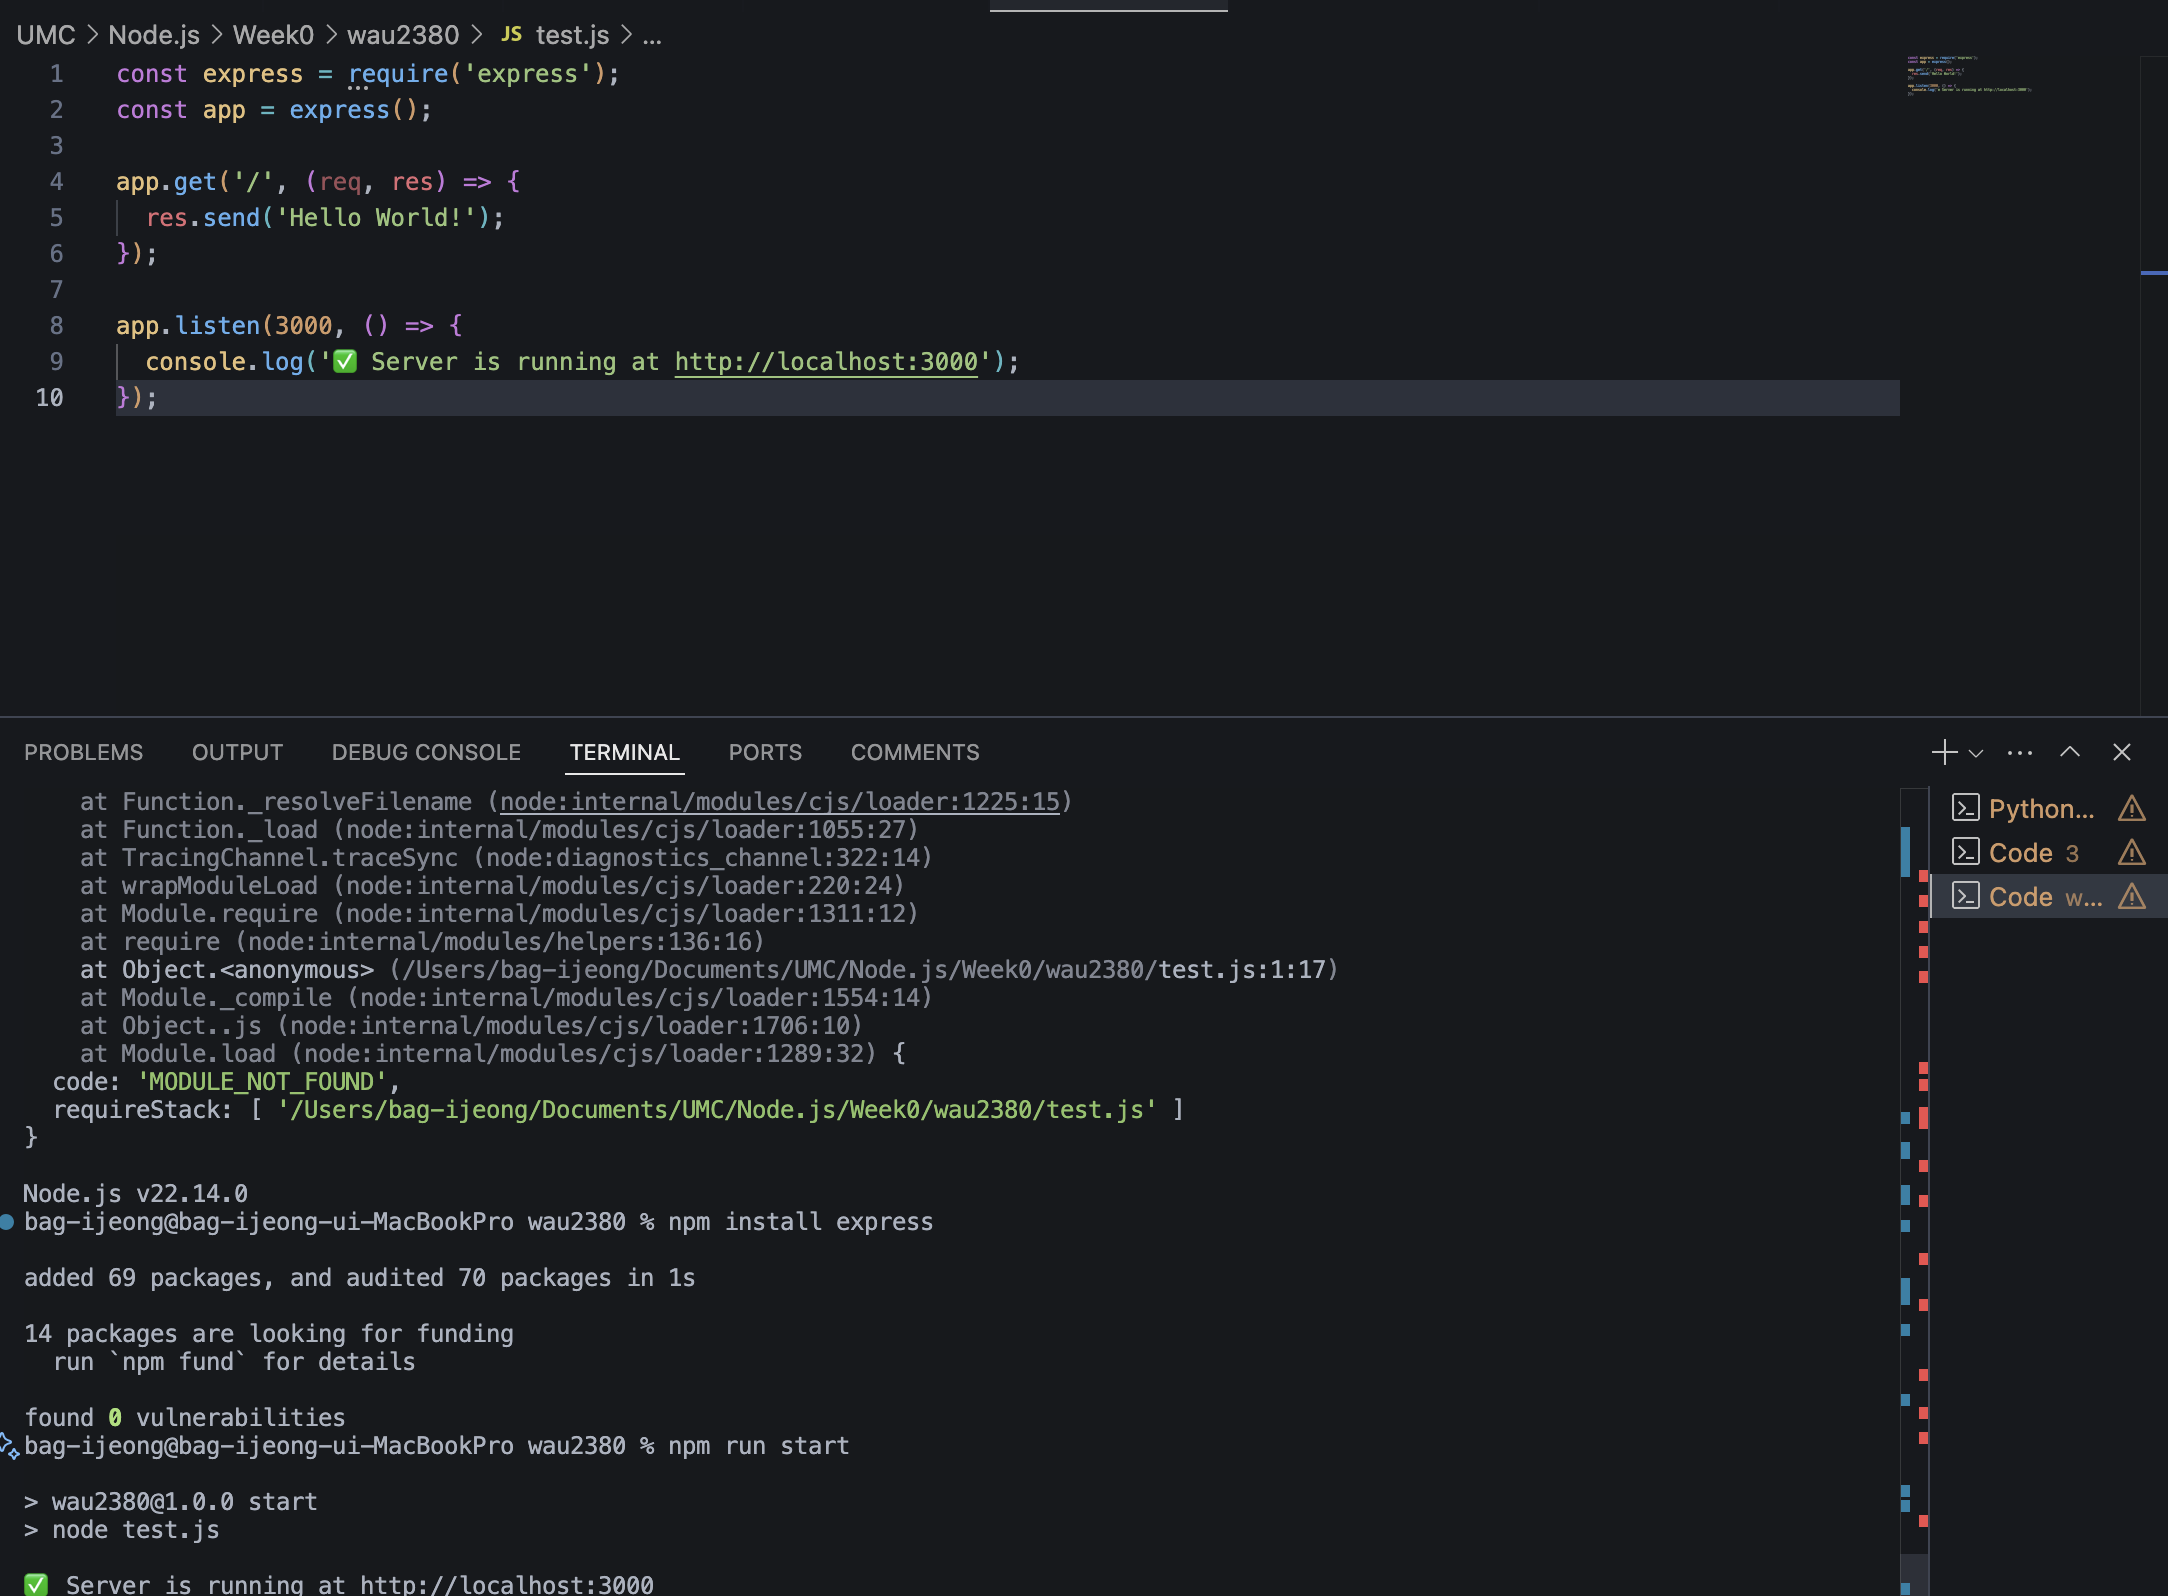 UMC > Node.js > Week0 > wau2380 > JS test.js > ...
1 const express = require('express');
2 const app = express();
3
4 app.get('/', (req, res) => {
5   res.send('Hello World!');
6 });
7
8 app.listen(3000, () => {
9   console.log('✅ Server is running at http://localhost:3000');
10 });
PROBLEMS OUTPUT DEBUG CONSOLE TERMINAL PORTS COMMENTS
    at Function._resolveFilename (node:internal/modules/cjs/loader:1225:15)
    at Function._load (node:internal/modules/cjs/loader:1055:27)
    at TracingChannel.traceSync (node:diagnostics_channel:322:14)
    at wrapModuleLoad (node:internal/modules/cjs/loader:220:24)
    at Module.require (node:internal/modules/cjs/loader:1311:12)
    at require (node:internal/modules/helpers:136:16)
    at Object.<anonymous> (/Users/bag-ijeong/Documents/UMC/Node.js/Week0/wau2380/test.js:1:17)
    at Module._compile (node:internal/modules/cjs/loader:1554:14)
    at Object..js (node:internal/modules/cjs/loader:1706:10)
    at Module.load (node:internal/modules/cjs/loader:1289:32) {
  code: 'MODULE_NOT_FOUND',
  requireStack: [ '/Users/bag-ijeong/Documents/UMC/Node.js/Week0/wau2380/test.js' ]
}
Node.js v22.14.0
bag-ijeong@bag-ijeong-ui-MacBookPro wau2380 % npm install express
added 69 packages, and audited 70 packages in 1s
14 packages are looking for funding
  run `npm fund` for details
found 0 vulnerabilities
bag-ijeong@bag-ijeong-ui-MacBookPro wau2380 % npm run start
> wau2380@1.0.0 start
> node test.js
✅ Server is running at http://localhost:3000
Python...
Code 3
Code w...